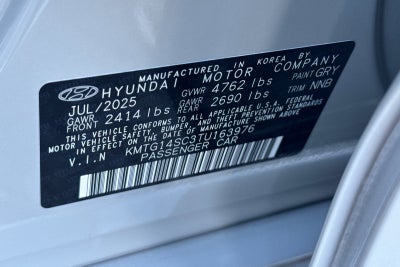 MANUFACTURED IN KOREA BY
HYUNDAI MOTOR COMPANY
JUL/2025 GVWR 4762 lbs PAINT GRY
GAWR FRONT 2414 lbs GAWR REAR 2690 lbs TRIM NNB
THIS VEHICLE CONFORMS TO ALL APPLICABLE U.S.A. FEDERAL
MOTOR VEHICLE SAFETY, BUMPER, AND THEFT PREVENTION STANDARDS
IN EFFECT ON THE DATE OF MANUFACTURE SHOWN ABOVE.
V.I.N KMTG14SC3TU163976
PASSENGER CAR